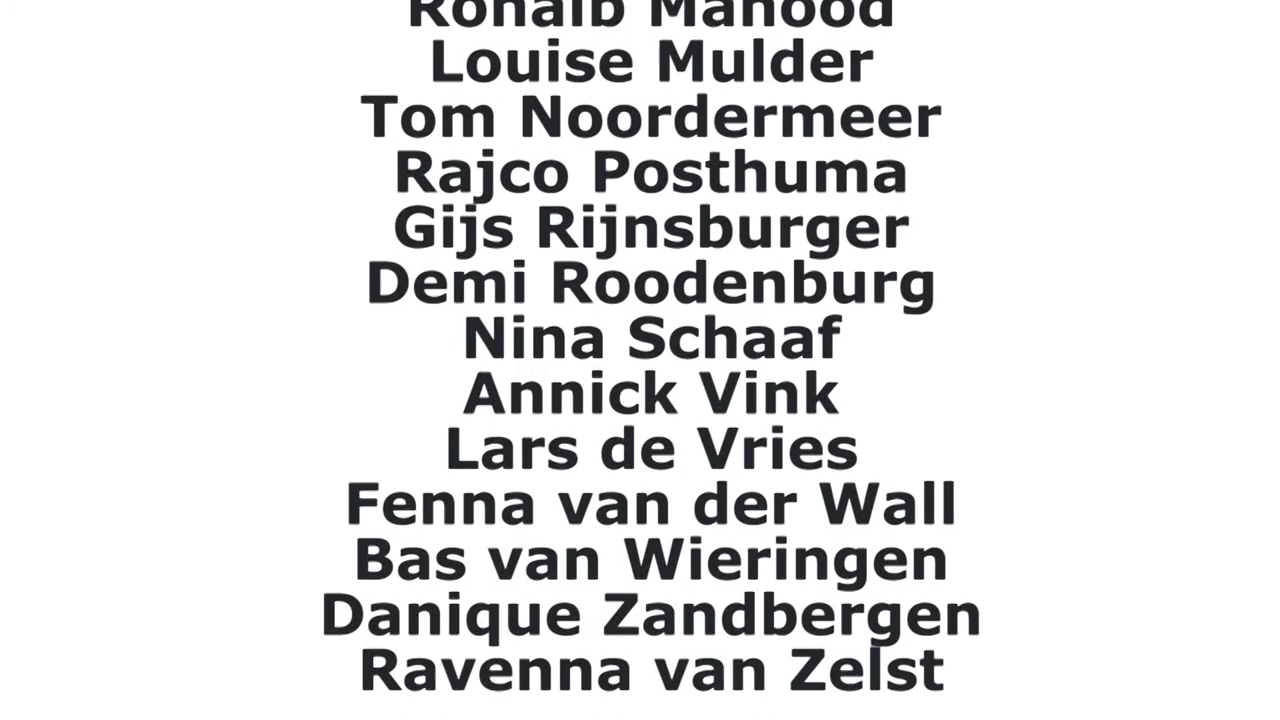 Ronalb Mahood
Louise Mulder
Tom Noordermeer
Rajco Posthuma
Gijs Rijnsburger
Demi Roodenburg
Nina Schaaf
Annick Vink
Lars de Vries
Fenna van der Wall
Bas van Wieringen
Danique Zandbergen
Ravenna van Zelst